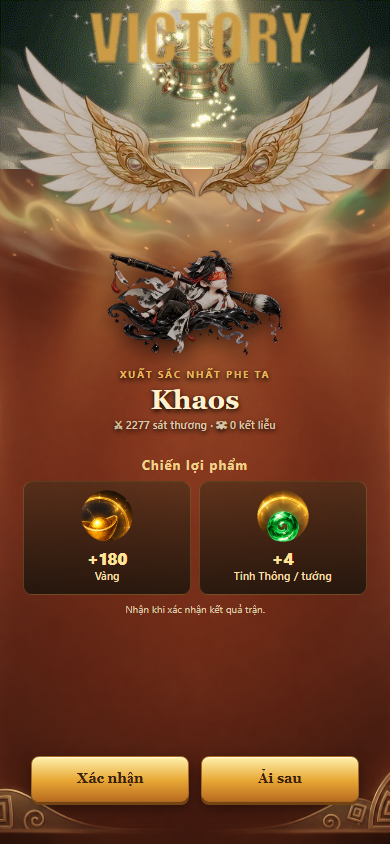 VICTORY
XUẤT SẮC NHẤT PHE TA
Khaos
2277 sát thương · 0 kết liễu
Chiến lợi phẩm
+180
Vàng
+4
Tinh Thông / tướng
Nhận khi xác nhận kết quả trận.
Xác nhận
Ải sau